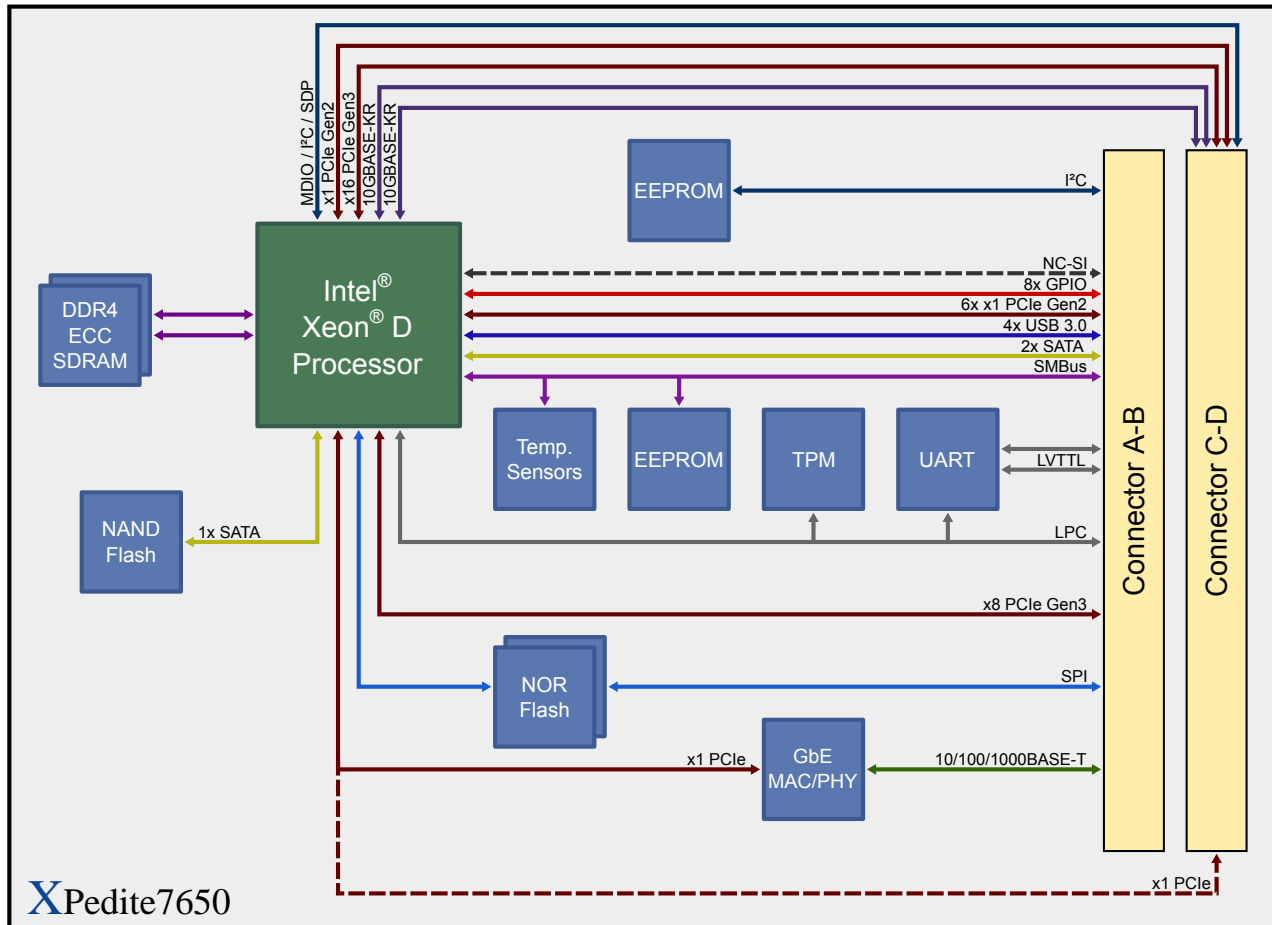 MDIO / I²C / SDP
x1 PCIe Gen2
x16 PCIe Gen3
10GBASE-KR
10GBASE-KR
EEPROM
I²C
Intel®
Xeon® D
Processor
DDR4
ECC
SDRAM
NC-SI
8x GPIO
6x x1 PCIe Gen2
4x USB 3.0
2x SATA
SMBus
Temp.
Sensors
EEPROM
TPM
UART
LVTTL
Connector A-B
Connector C-D
NAND
Flash
1x SATA
LPC
x8 PCIe Gen3
NOR
Flash
SPI
x1 PCIe
GbE
MAC/PHY
10/100/1000BASE-T
x1 PCIe
XPedite7650